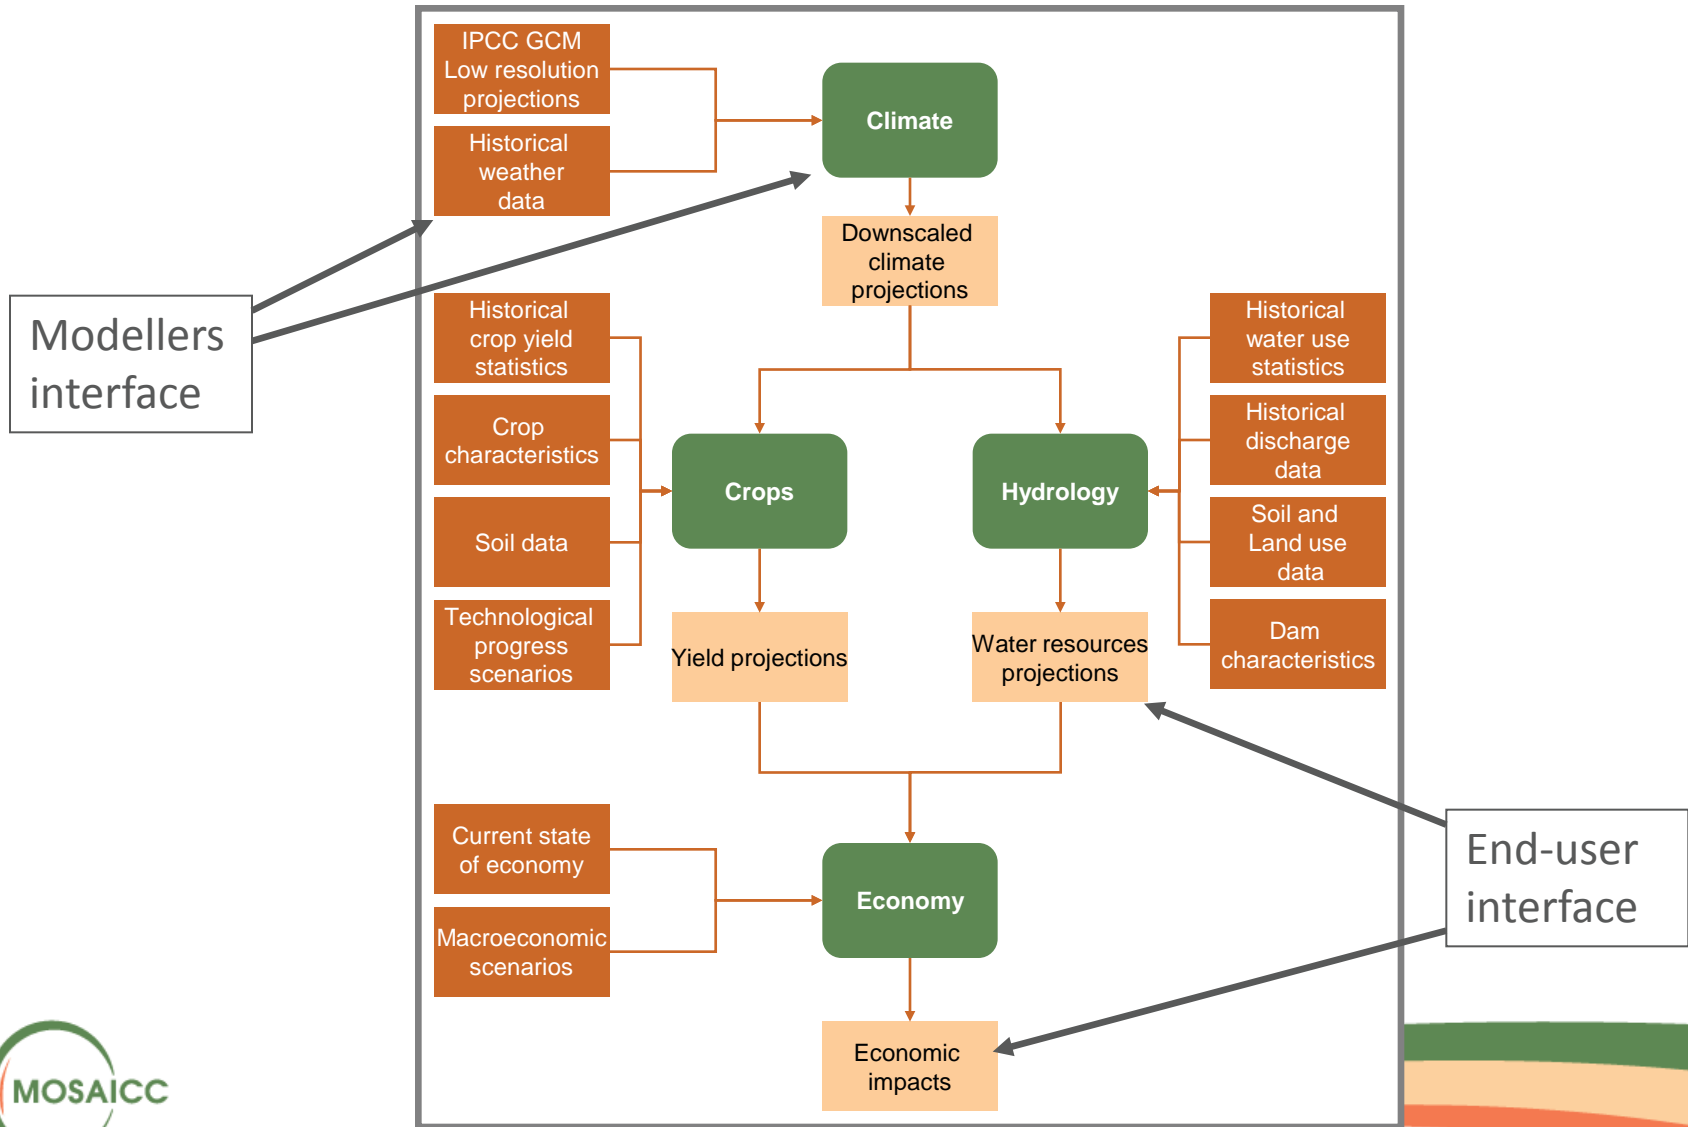 IPCC GCM
Low resolution
projections
Historical
weather
data
Climate
Downscaled
climate
projections
Modellers
interface
Historical
crop yield
statistics
Crop
characteristics
Soil data
Technological
progress
scenarios
Crops
Hydrology
Historical
water use
statistics
Historical
discharge
data
Soil and
Land use
data
Dam
characteristics
Yield projections
Water resources
projections
Current state
of economy
Macroeconomic
scenarios
Economy
End-user
interface
Economic
impacts
MOSAICC